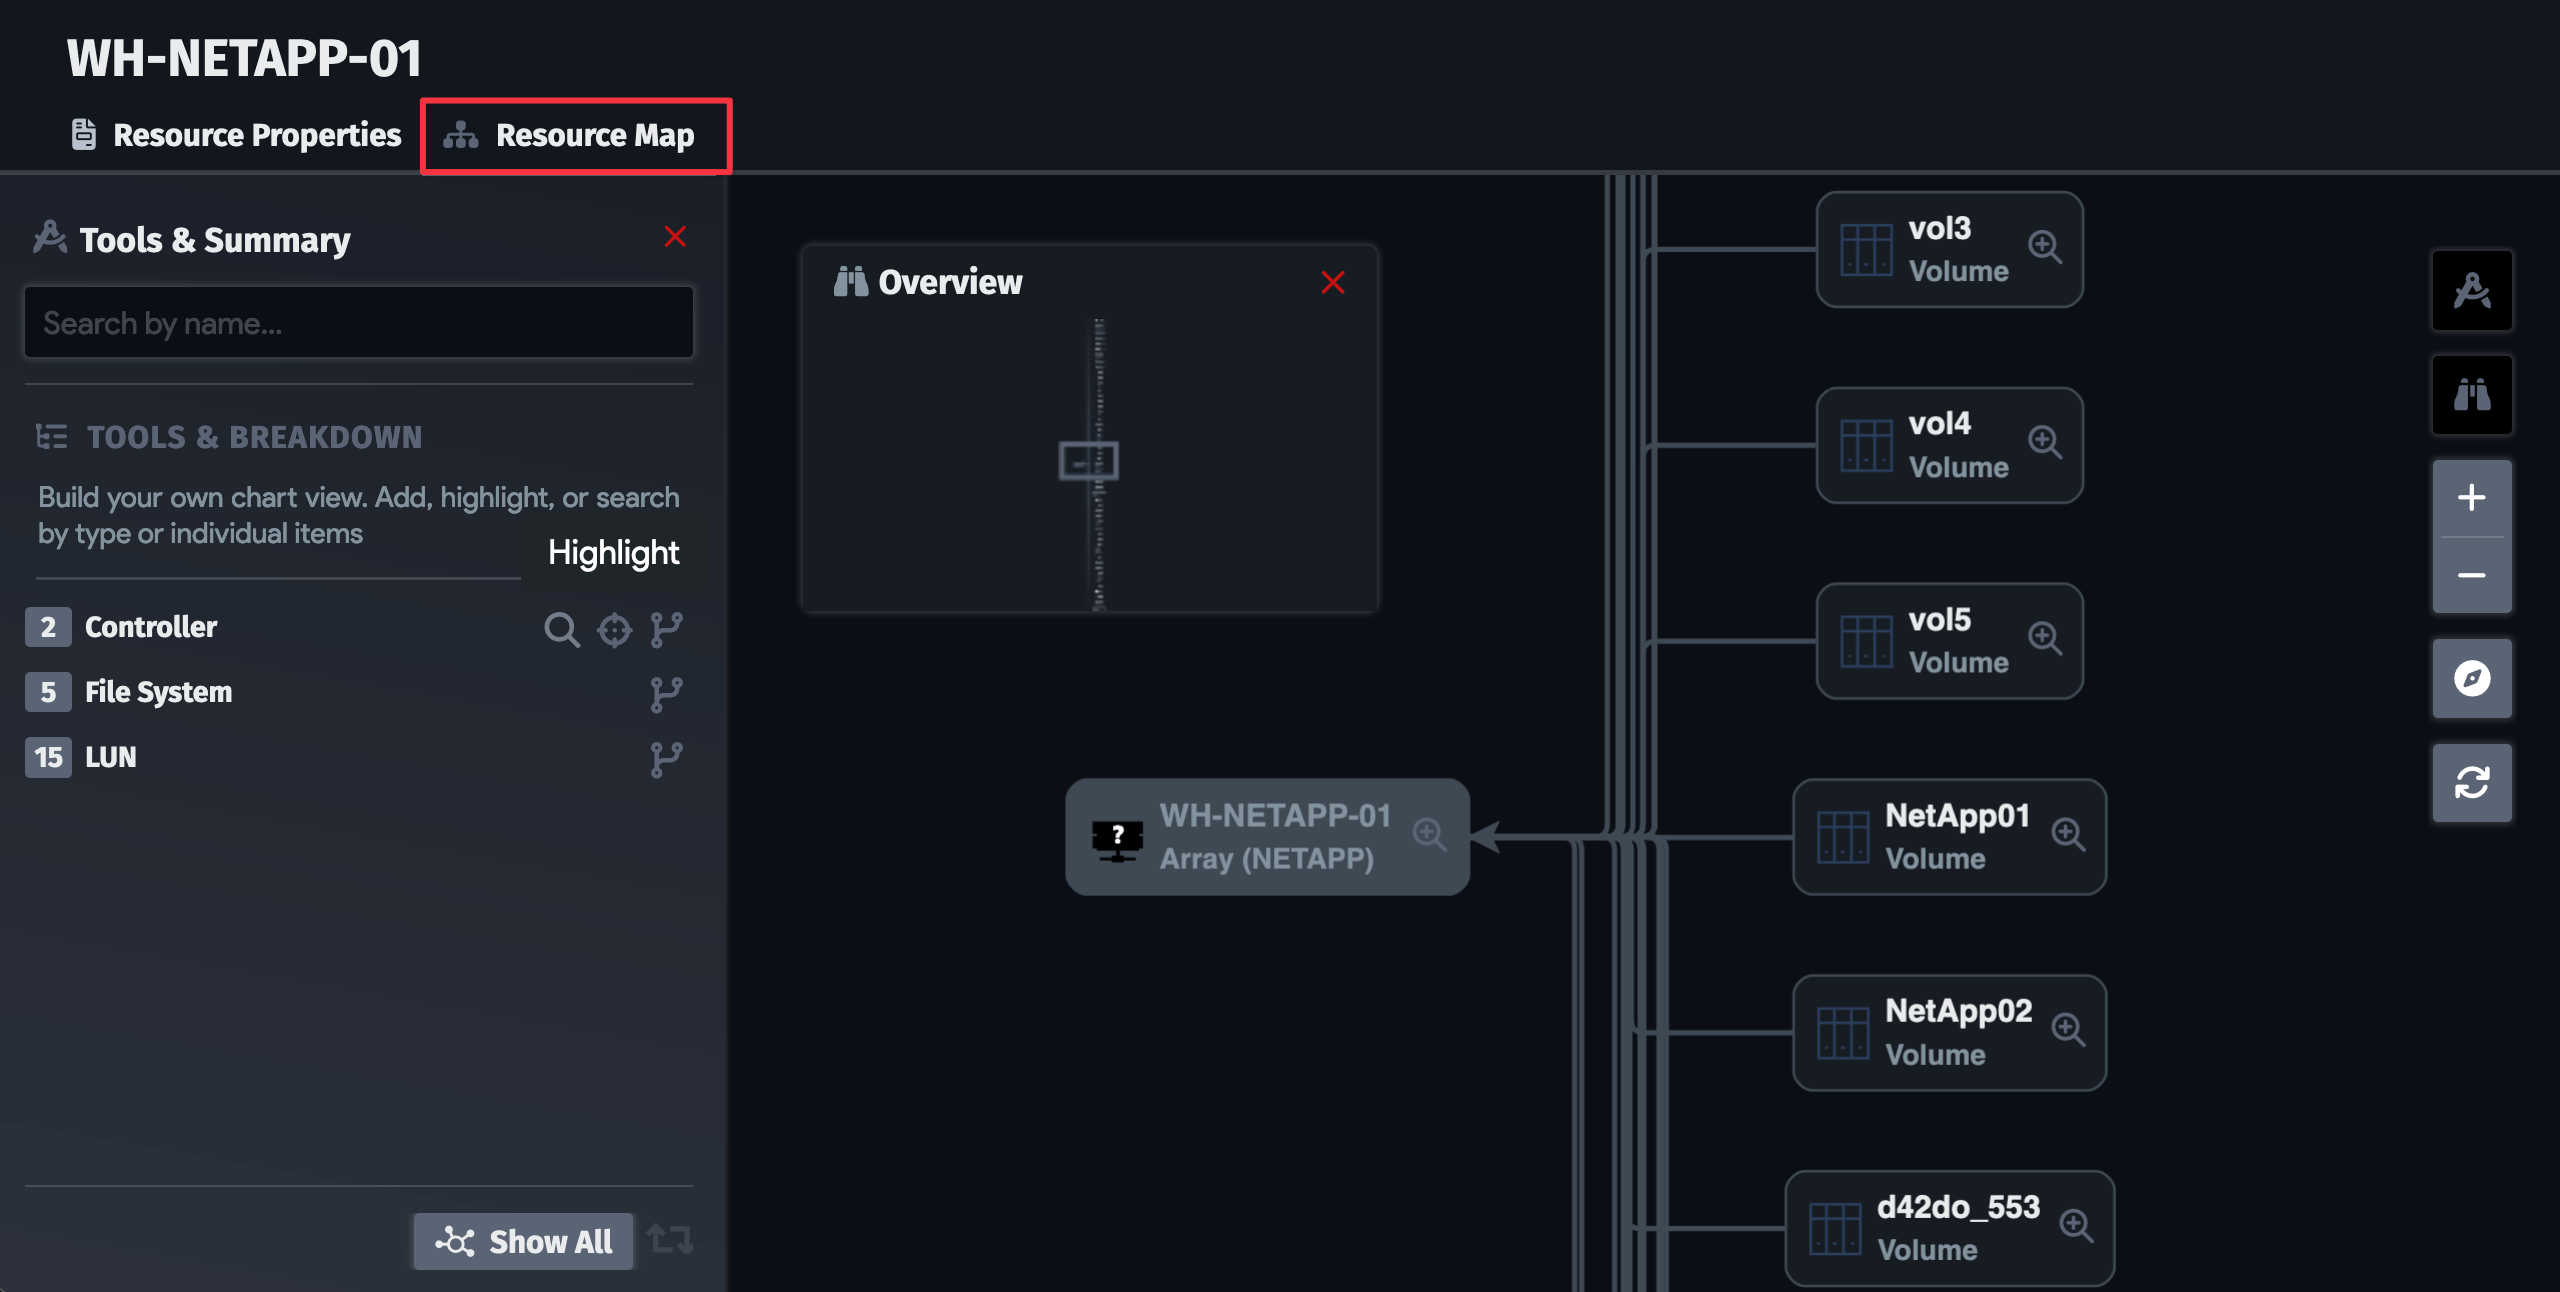 WH-NETAPP-01
Resource Properties
Resource Map
Tools & Summary
Search by name...
TOOLS & BREAKDOWN
Build your own chart view. Add, highlight, or search
by type or individual items
Highlight
2 Controller
5 File System
15 LUN
Show All
Overview
WH-NETAPP-01
Array (NETAPP)
?
vol3
Volume
vol4
Volume
vol5
Volume
NetApp01
Volume
NetApp02
Volume
d42do_553
Volume